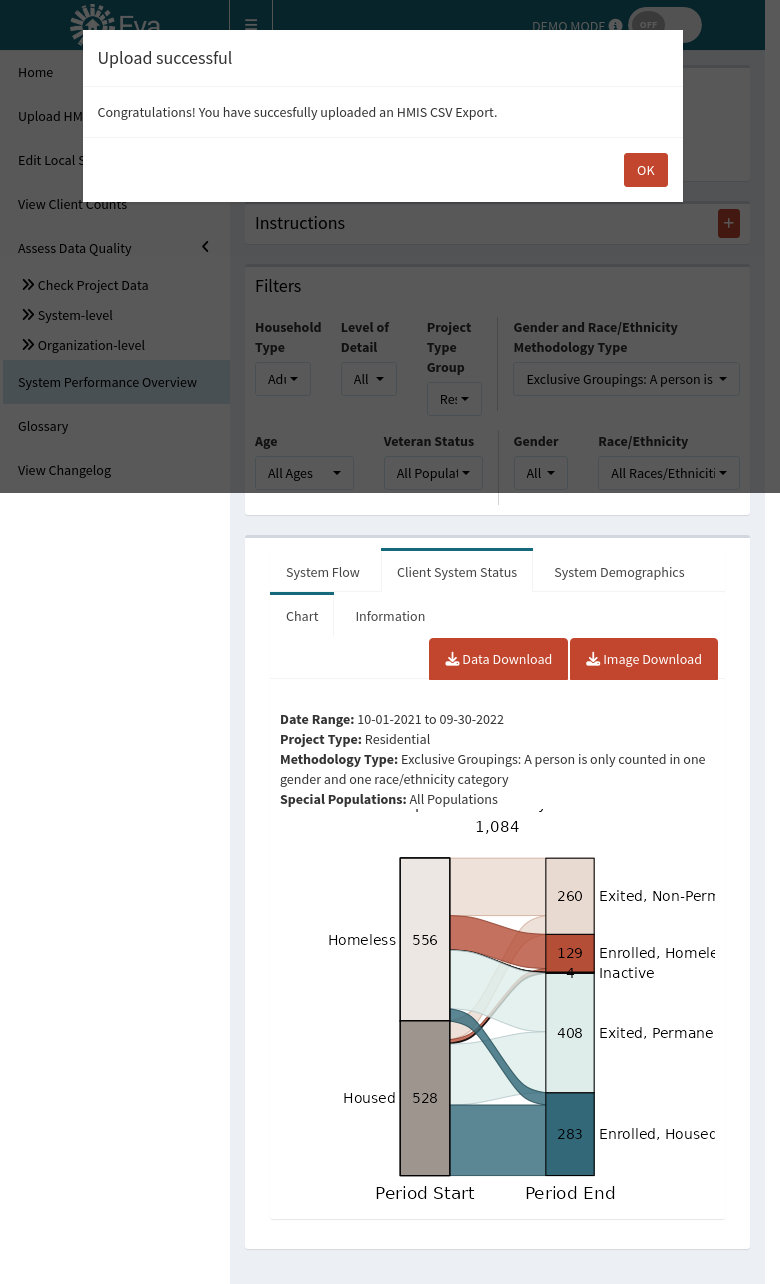 Eva
DEMO MODE
OFF
Upload successful
Congratulations! You have succesfully uploaded an HMIS CSV Export.
OK
Home
Upload HM
Edit Local S
View Client Counts
Assess Data Quality
Check Project Data
System-level
Organization-level
System Performance Overview
Glossary
View Changelog
Instructions
+
Filters
Household Type
Level of Detail
Project Type Group
Gender and Race/Ethnicity Methodology Type
Adu
All
Res
Exclusive Groupings: A person is
Age
Veteran Status
Gender
Race/Ethnicity
All Ages
All Populat
All
All Races/Ethniciti
System Flow
Client System Status
System Demographics
Chart
Information
Data Download
Image Download
Date Range: 10-01-2021 to 09-30-2022
Project Type: Residential
Methodology Type: Exclusive Groupings: A person is only counted in one
gender and one race/ethnicity category
Special Populations: All Populations
1,084
260 Exited, Non-Perm
Homeless 556
129 Enrolled, Homele
4 Inactive
408 Exited, Permane
Housed 528
283 Enrolled, Housed
Period Start
Period End